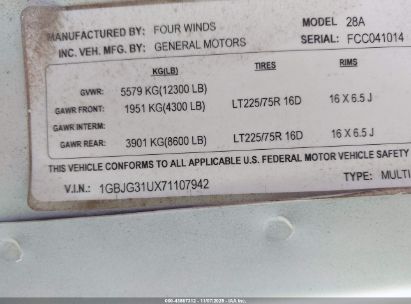 MANUFACTURED BY: FOUR WINDS MODEL 28A
INC. VEH. MFG. BY: GENERAL MOTORS SERIAL: FCC041014
KG(LB) TIRES RIMS
GVWR: 5579 KG(12300 LB)
GAWR FRONT: 1951 KG(4300 LB) LT225/75R 16D 16 X 6.5 J
GAWR INTERM:
GAWR REAR: 3901 KG(8600 LB) LT225/75R 16D 16 X 6.5 J
THIS VEHICLE CONFORMS TO ALL APPLICABLE U.S. FEDERAL MOTOR VEHICLE SAFETY
V.I.N.: 1GBJG31UX71107942 TYPE: MULTI